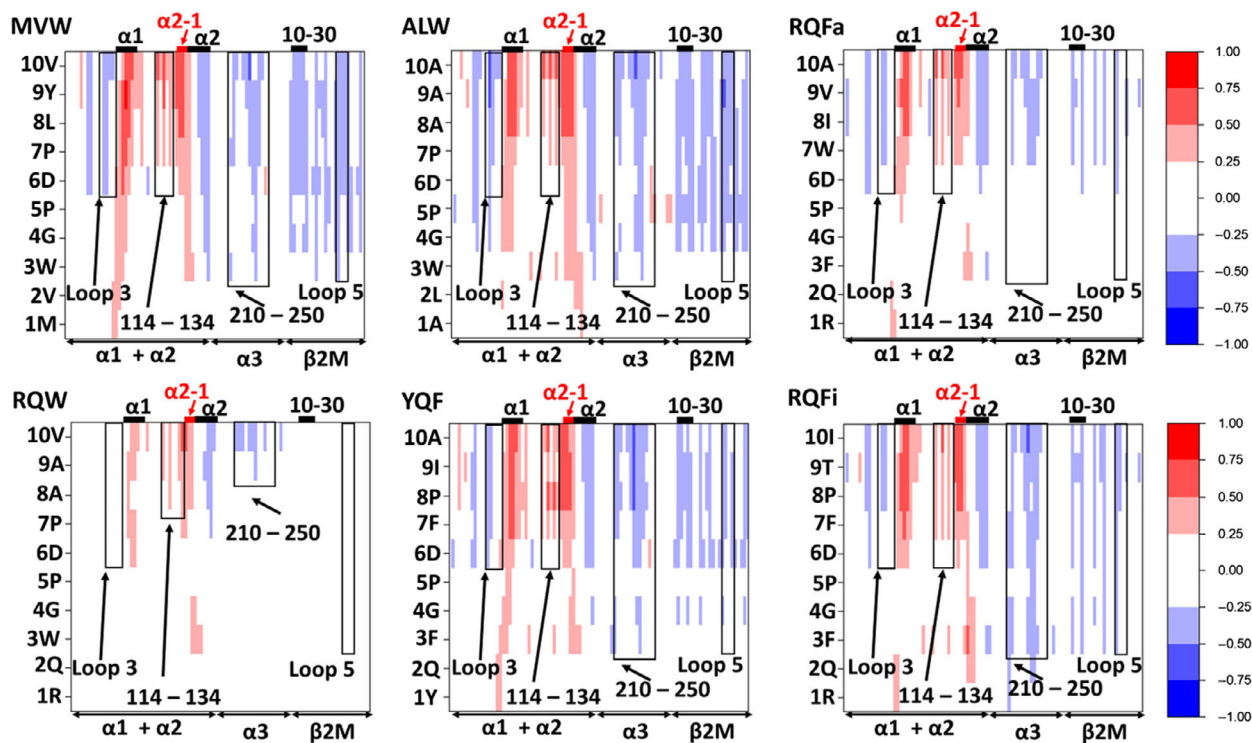 MVW
α1
α2-1
α2
10-30
10V
9Y
8L
7P
6D
5P
4G
3W
2V
1M
Loop 3
114 – 134
210 – 250
Loop 5
α1 + α2
α3
β2M
ALW
α1
α2-1
α2
10-30
10A
9A
8A
7P
6D
5P
4G
3W
2L
1A
Loop 3
114 – 134
210 – 250
Loop 5
α1 + α2
α3
β2M
RQFa
α1
α2-1
α2
10-30
10A
9V
8I
7W
6D
5P
4G
3F
2Q
1R
Loop 3
114 – 134
210 – 250
Loop 5
α1 + α2
α3
β2M
1.00
0.75
0.50
0.25
0.00
−0.25
−0.50
−0.75
−1.00
RQW
α1
α2-1
α2
10-30
10V
9A
8A
7P
6D
5P
4G
3W
2Q
1R
Loop 3
114 – 134
210 – 250
Loop 5
α1 + α2
α3
β2M
YQF
α1
α2-1
α2
10-30
10A
9I
8P
7F
6D
5P
4G
3F
2Q
1Y
Loop 3
114 – 134
210 – 250
Loop 5
α1 + α2
α3
β2M
RQFi
α1
α2-1
α2
10-30
10I
9T
8P
7F
6D
5P
4G
3F
2Q
1R
Loop 3
114 – 134
210 – 250
Loop 5
α1 + α2
α3
β2M
1.00
0.75
0.50
0.25
0.00
−0.25
−0.50
−0.75
−1.00